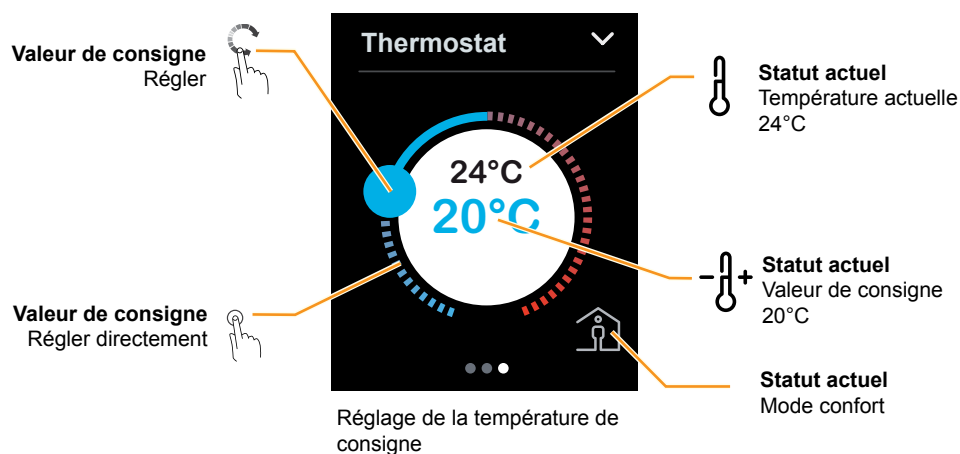 Valeur de consigne
Régler
Thermostat
Statut actuel
Température actuelle
24°C
24°C
20°C
Valeur de consigne
Régler directement
Statut actuel
Valeur de consigne
20°C
Statut actuel
Mode confort
Réglage de la température de
consigne